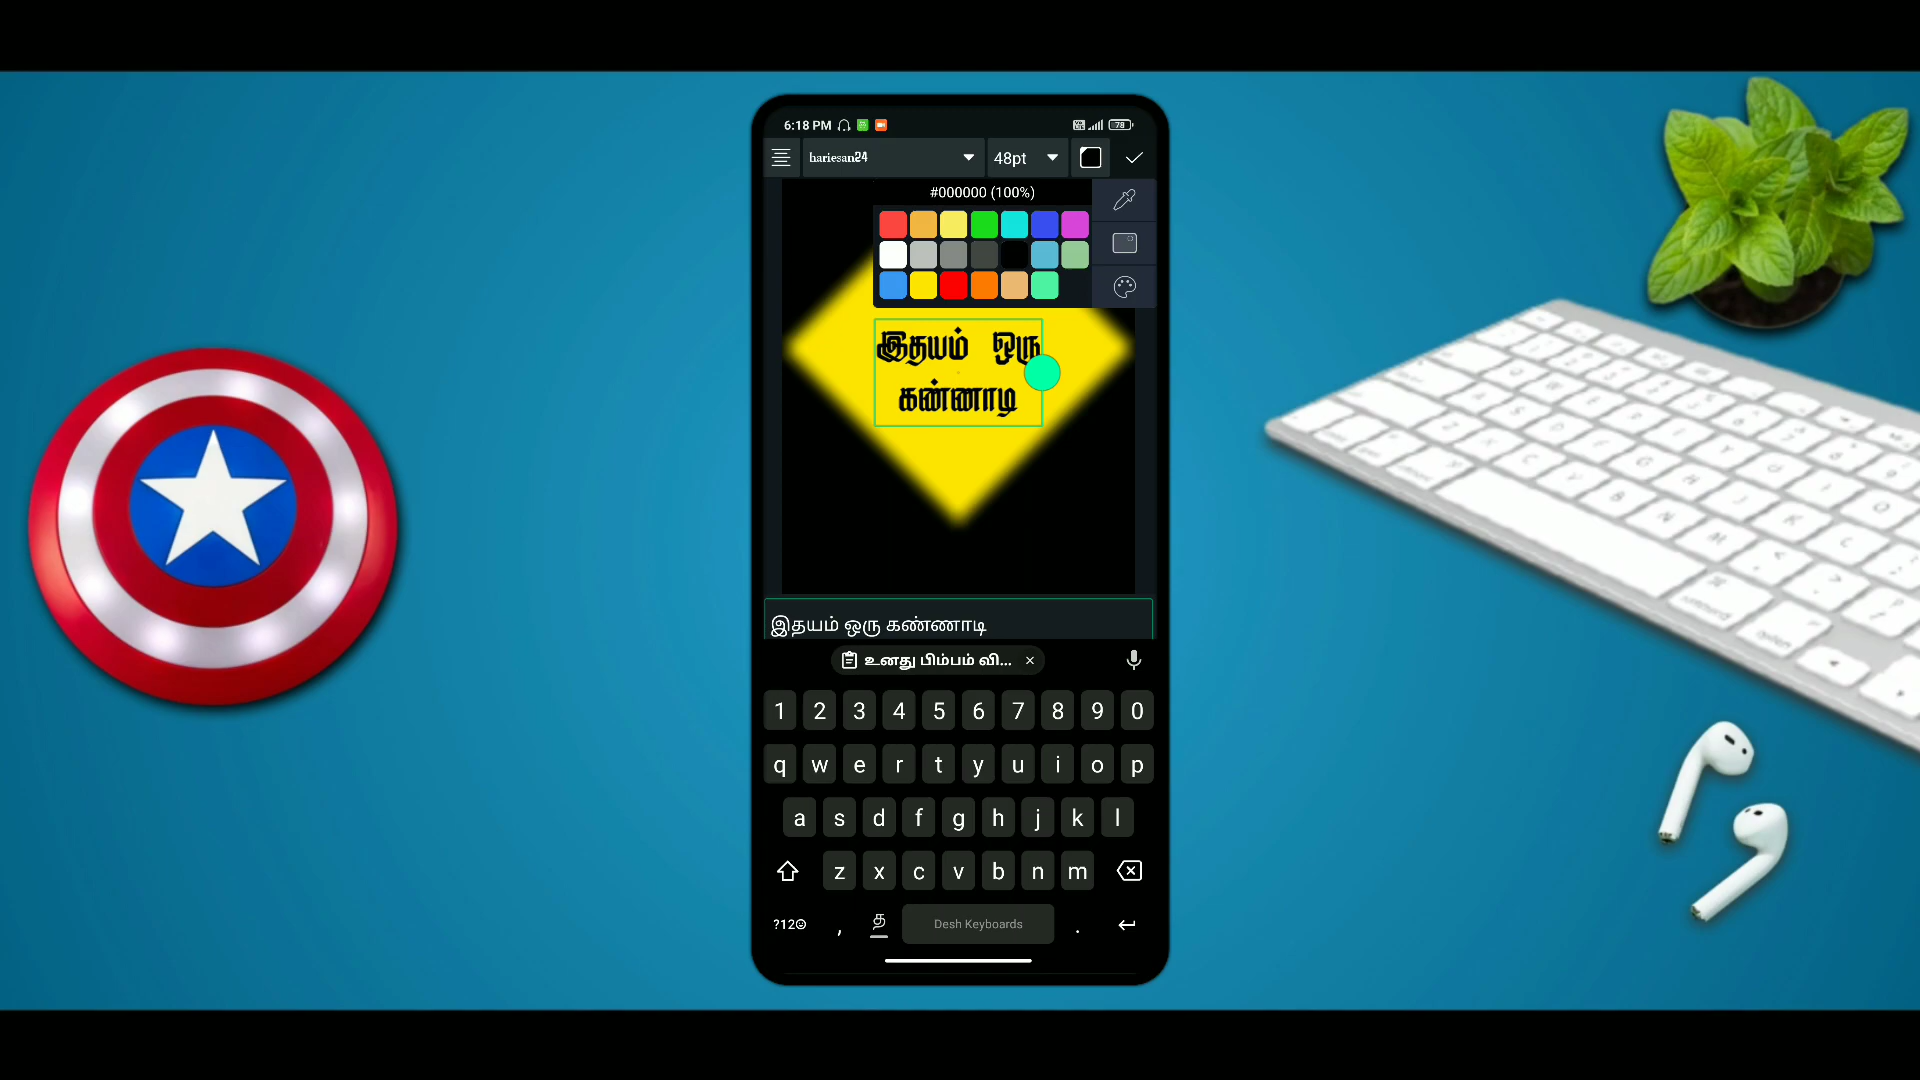 6:18 PM
78
hariesan24
48pt
#000000 (100%)
இதயம் ஒரு
கண்ணாடி
இதயம் ஒரு கண்ணாடி
உனது பிம்பம் வி...
1 2 3 4 5 6 7 8 9 0
q w e r t y u i o p
a s d f g h j k l
z x c v b n m
?12 , த Desh Keyboards .